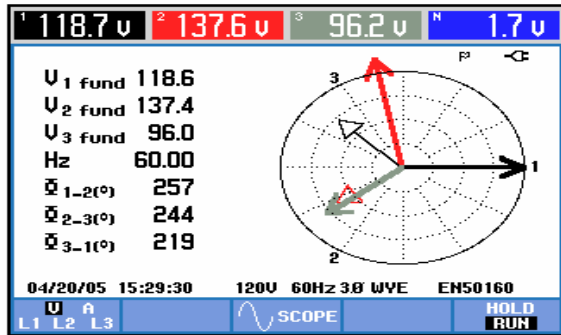 1 118.7 V 2 137.6 V 3 96.2 V N 1.7 V
V1 fund 118.6
V2 fund 137.4
V3 fund 96.0
Hz 60.00
Φ1-2(°) 257
Φ2-3(°) 244
Φ3-1(°) 219
3
1
2
04/20/05 15:29:30 120V 60Hz 3Ø WYE EN50160
V A
L1 L2 L3
SCOPE
HOLD
RUN